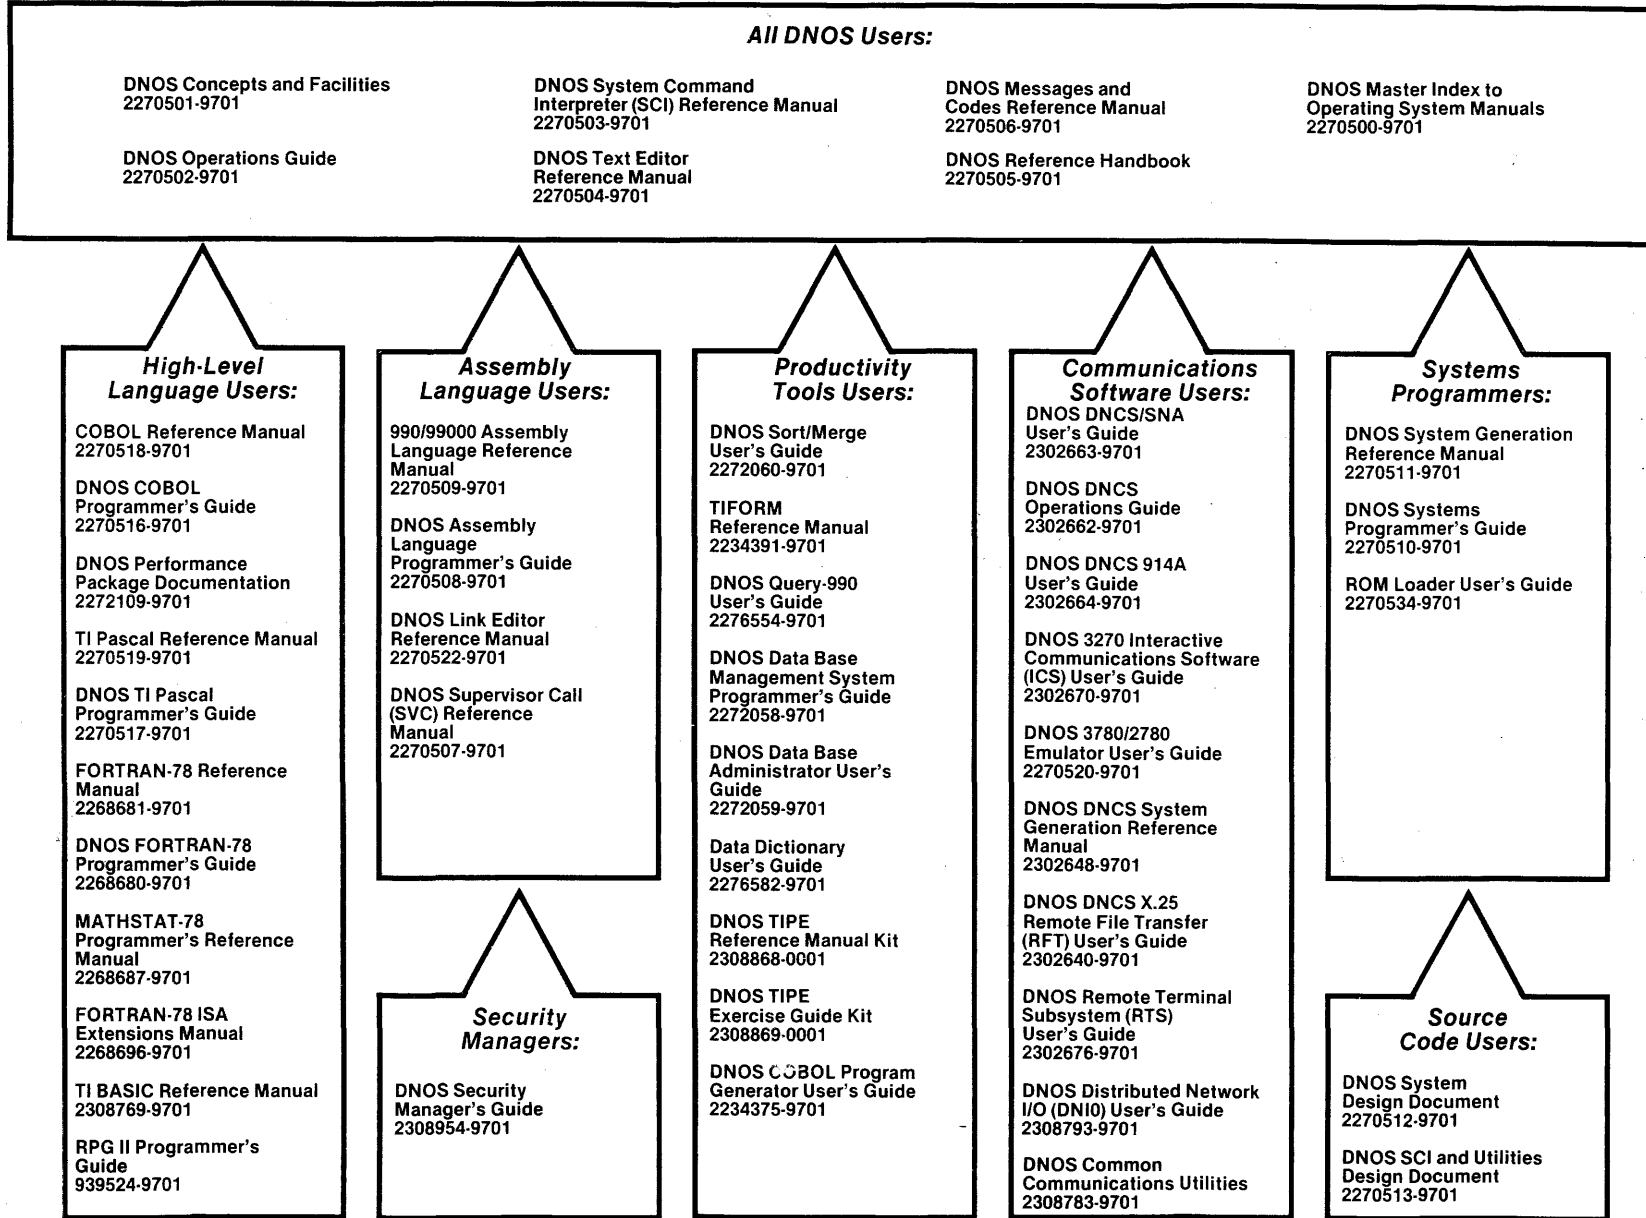 All DNOS Users:
DNOS Concepts and Facilities
2270501-9701
DNOS Operations Guide
2270502-9701
DNOS System Command
Interpreter (SCI) Reference Manual
2270503-9701
DNOS Text Editor
Reference Manual
2270504-9701
DNOS Messages and
Codes Reference Manual
2270506-9701
DNOS Reference Handbook
2270505-9701
DNOS Master Index to
Operating System Manuals
2270500-9701
High-Level
Language Users:
COBOL Reference Manual
2270518-9701
DNOS COBOL
Programmer's Guide
2270516-9701
DNOS Performance
Package Documentation
2272109-9701
TI Pascal Reference Manual
2270519-9701
DNOS TI Pascal
Programmer's Guide
2270517-9701
FORTRAN-78 Reference
Manual
2268681-9701
DNOS FORTRAN-78
Programmer's Guide
2268680-9701
MATHSTAT-78
Programmer's Reference
Manual
2268687-9701
FORTRAN-78 ISA
Extensions Manual
2268696-9701
TI BASIC Reference Manual
2308769-9701
RPG II Programmer's
Guide
939524-9701
Assembly
Language Users:
990/99000 Assembly
Language Reference
Manual
2270509-9701
DNOS Assembly
Language
Programmer's Guide
2270508-9701
DNOS Link Editor
Reference Manual
2270522-9701
DNOS Supervisor Call
(SVC) Reference
Manual
2270507-9701
Security
Managers:
DNOS Security
Manager's Guide
2308954-9701
Productivity
Tools Users:
DNOS Sort/Merge
User's Guide
2272060-9701
TIFORM
Reference Manual
2234391-9701
DNOS Query-990
User's Guide
2276554-9701
DNOS Data Base
Management System
Programmer's Guide
2272058-9701
DNOS Data Base
Administrator User's
Guide
2272059-9701
Data Dictionary
User's Guide
2276582-9701
DNOS TIPE
Reference Manual Kit
2308868-0001
DNOS TIPE
Exercise Guide Kit
2308869-0001
DNOS COBOL Program
Generator User's Guide
2234375-9701
Communications
Software Users:
DNOS DNCS/SNA
User's Guide
2302663-9701
DNOS DNCS
Operations Guide
2302662-9701
DNOS DNCS 914A
User's Guide
2302664-9701
DNOS 3270 Interactive
Communications Software
(ICS) User's Guide
2302670-9701
DNOS 3780/2780
Emulator User's Guide
2270520-9701
DNOS DNCS System
Generation Reference
Manual
2302648-9701
DNOS DNCS X.25
Remote File Transfer
(RFT) User's Guide
2302640-9701
DNOS Remote Terminal
Subsystem (RTS)
User's Guide
2302676-9701
DNOS Distributed Network
I/O (DNI0) User's Guide
2308793-9701
DNOS Common
Communications Utilities
2308783-9701
Systems
Programmers:
DNOS System Generation
Reference Manual
2270511-9701
DNOS Systems
Programmer's Guide
2270510-9701
ROM Loader User's Guide
2270534-9701
Source
Code Users:
DNOS System
Design Document
2270512-9701
DNOS SCI and Utilities
Design Document
2270513-9701